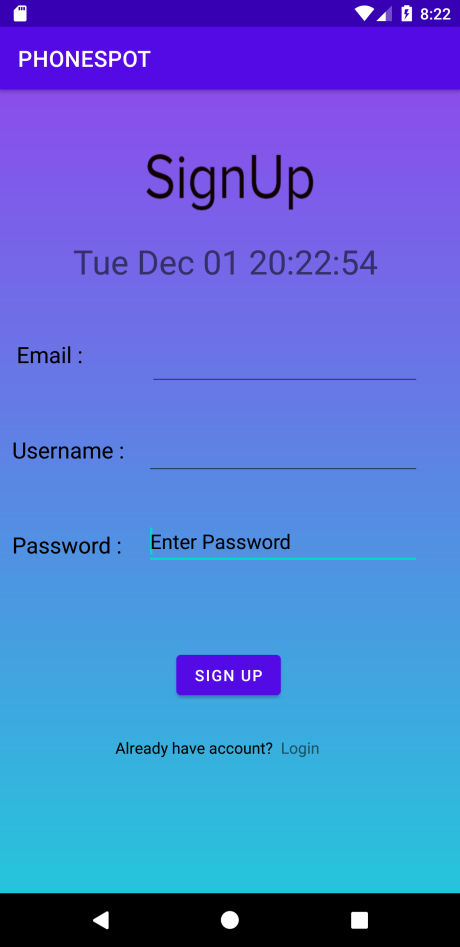 8:22
PHONESPOT
SignUp
Tue Dec 01 20:22:54
Email :
Username :
Password : Enter Password
SIGN UP
Already have account? Login